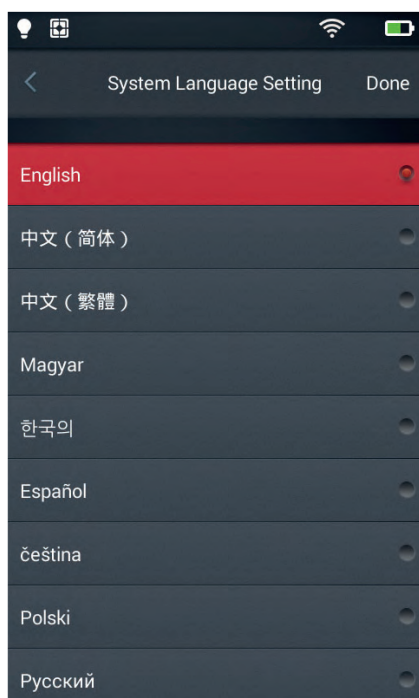 System Language Setting Done
English
中文（简体）
中文（繁體）
Magyar
한국의
Español
čeština
Polski
Русский